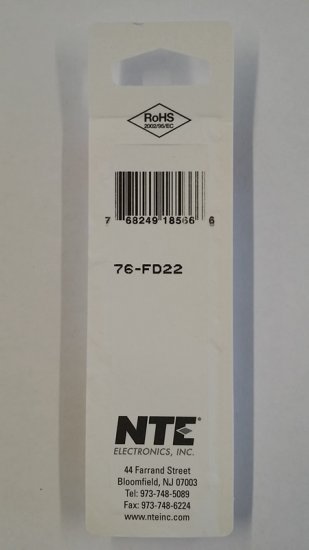 RoHS
2002/95/EC
7 68249 18566 6
76-FD22
NTE®
ELECTRONICS, INC.
44 Farrand Street
Bloomfield, NJ 07003
Tel: 973-748-5089
Fax: 973-748-6224
www.nteinc.com